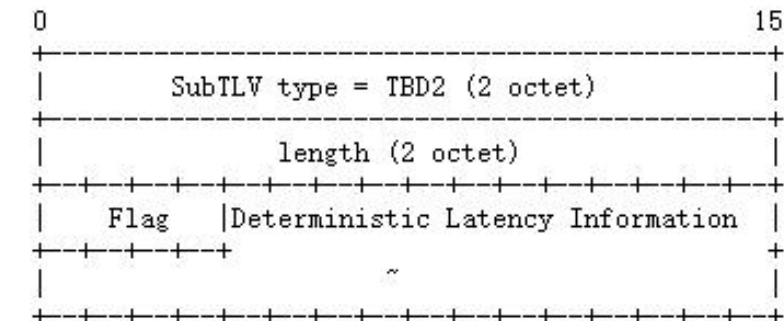 0 15
SubTLV type = TBD2 (2 octet)
length (2 octet)
Flag |Deterministic Latency Information
~